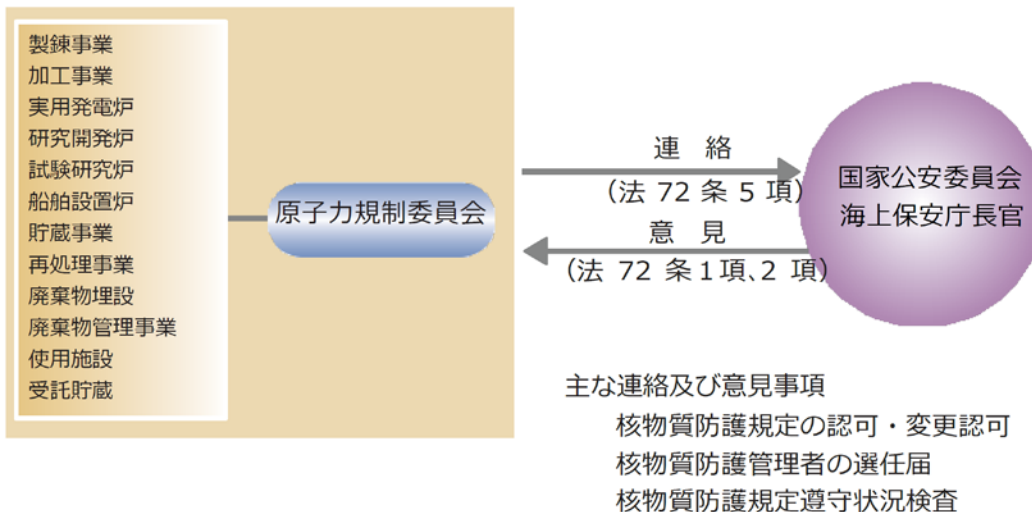 製錬事業
加工事業
実用発電炉
研究開発炉
試験研究炉
船舶設置炉
貯蔵事業
再処理事業
廃棄物埋設
廃棄物管理事業
使用施設
受託貯蔵
原子力規制委員会
連 絡
(法 72 条 5 項)
意 見
(法 72 条1項、2 項)
国家公安委員会
海上保安庁長官
主な連絡及び意見事項
核物質防護規定の認可・変更認可
核物質防護管理者の選任届
核物質防護規定遵守状況検査